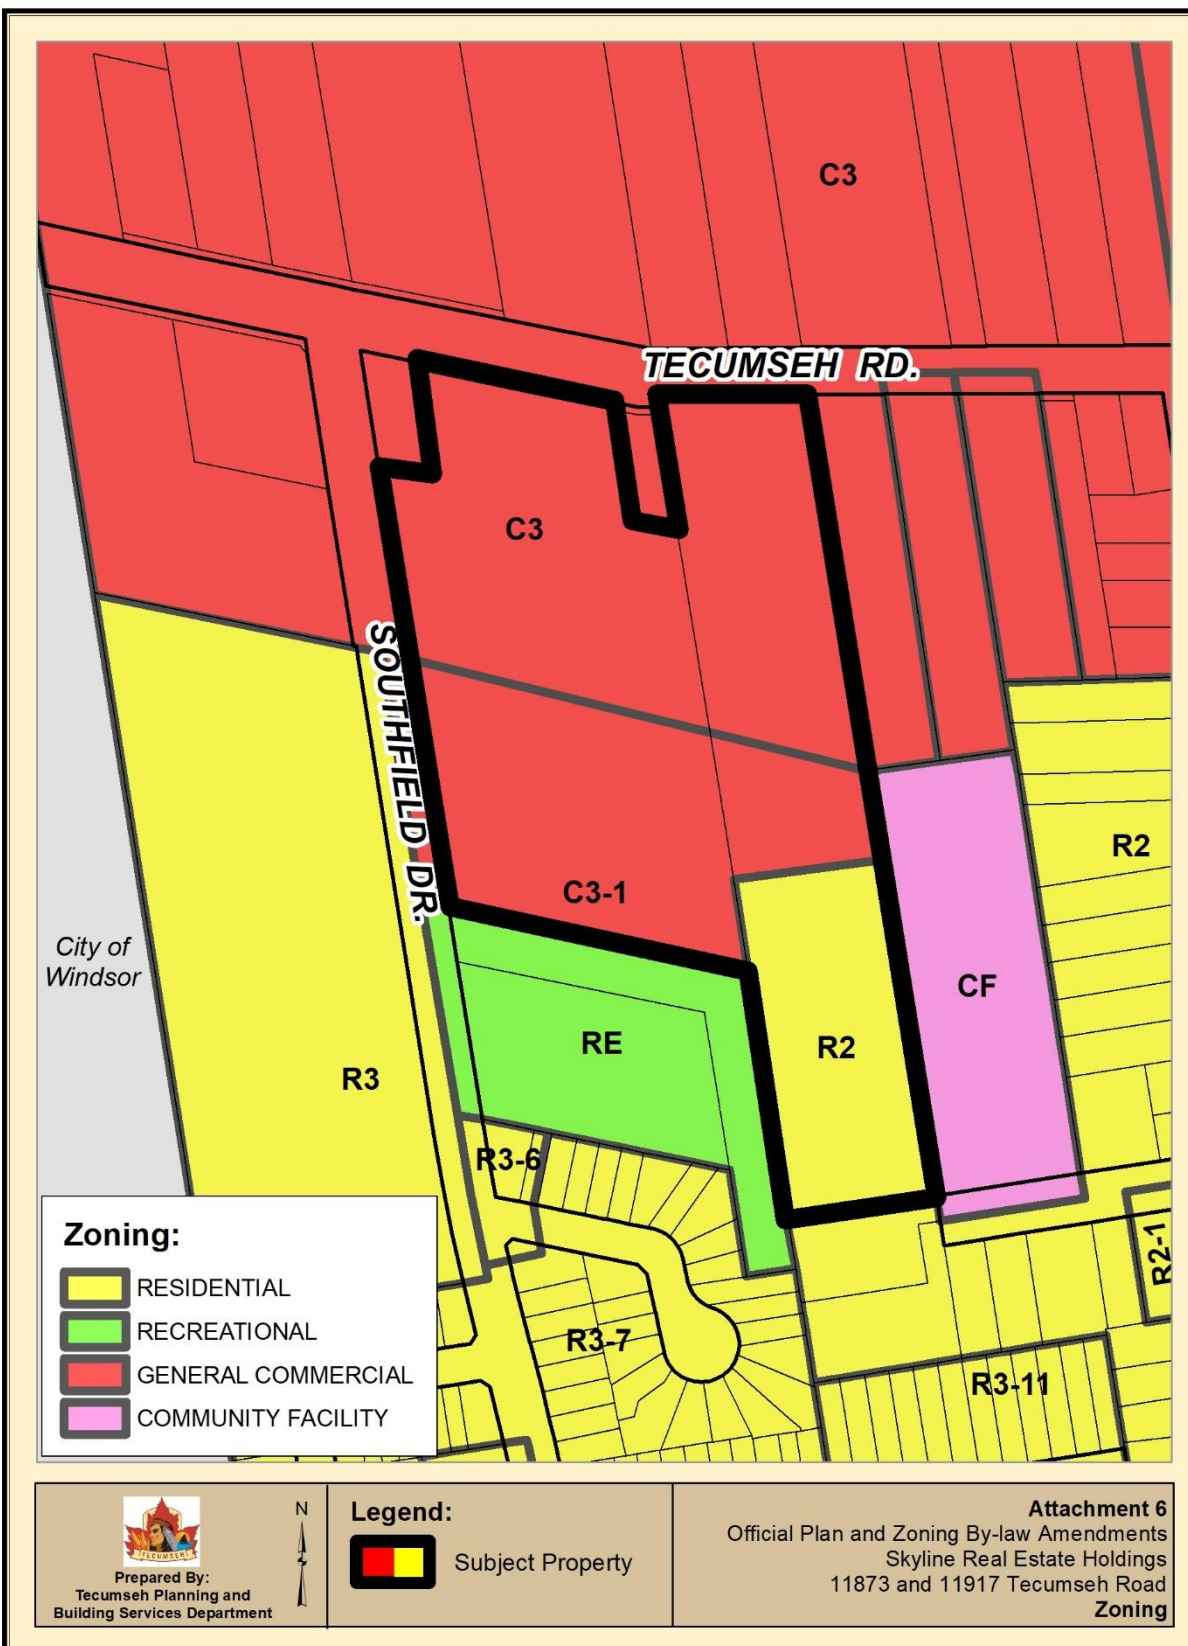 C3
TECUMSEH RD.
C3
SOUTHFIELD DR.
R2
C3-1
City of
Windsor
CF
RE
R2
R3
R3-6
R2-1
R3-7
R3-11
Zoning:
RESIDENTIAL
RECREATIONAL
GENERAL COMMERCIAL
COMMUNITY FACILITY
TECUMSEH
Prepared By:
Tecumseh Planning and
Building Services Department
N
Legend:
Subject Property
Attachment 6
Official Plan and Zoning By-law Amendments
Skyline Real Estate Holdings
11873 and 11917 Tecumseh Road
Zoning